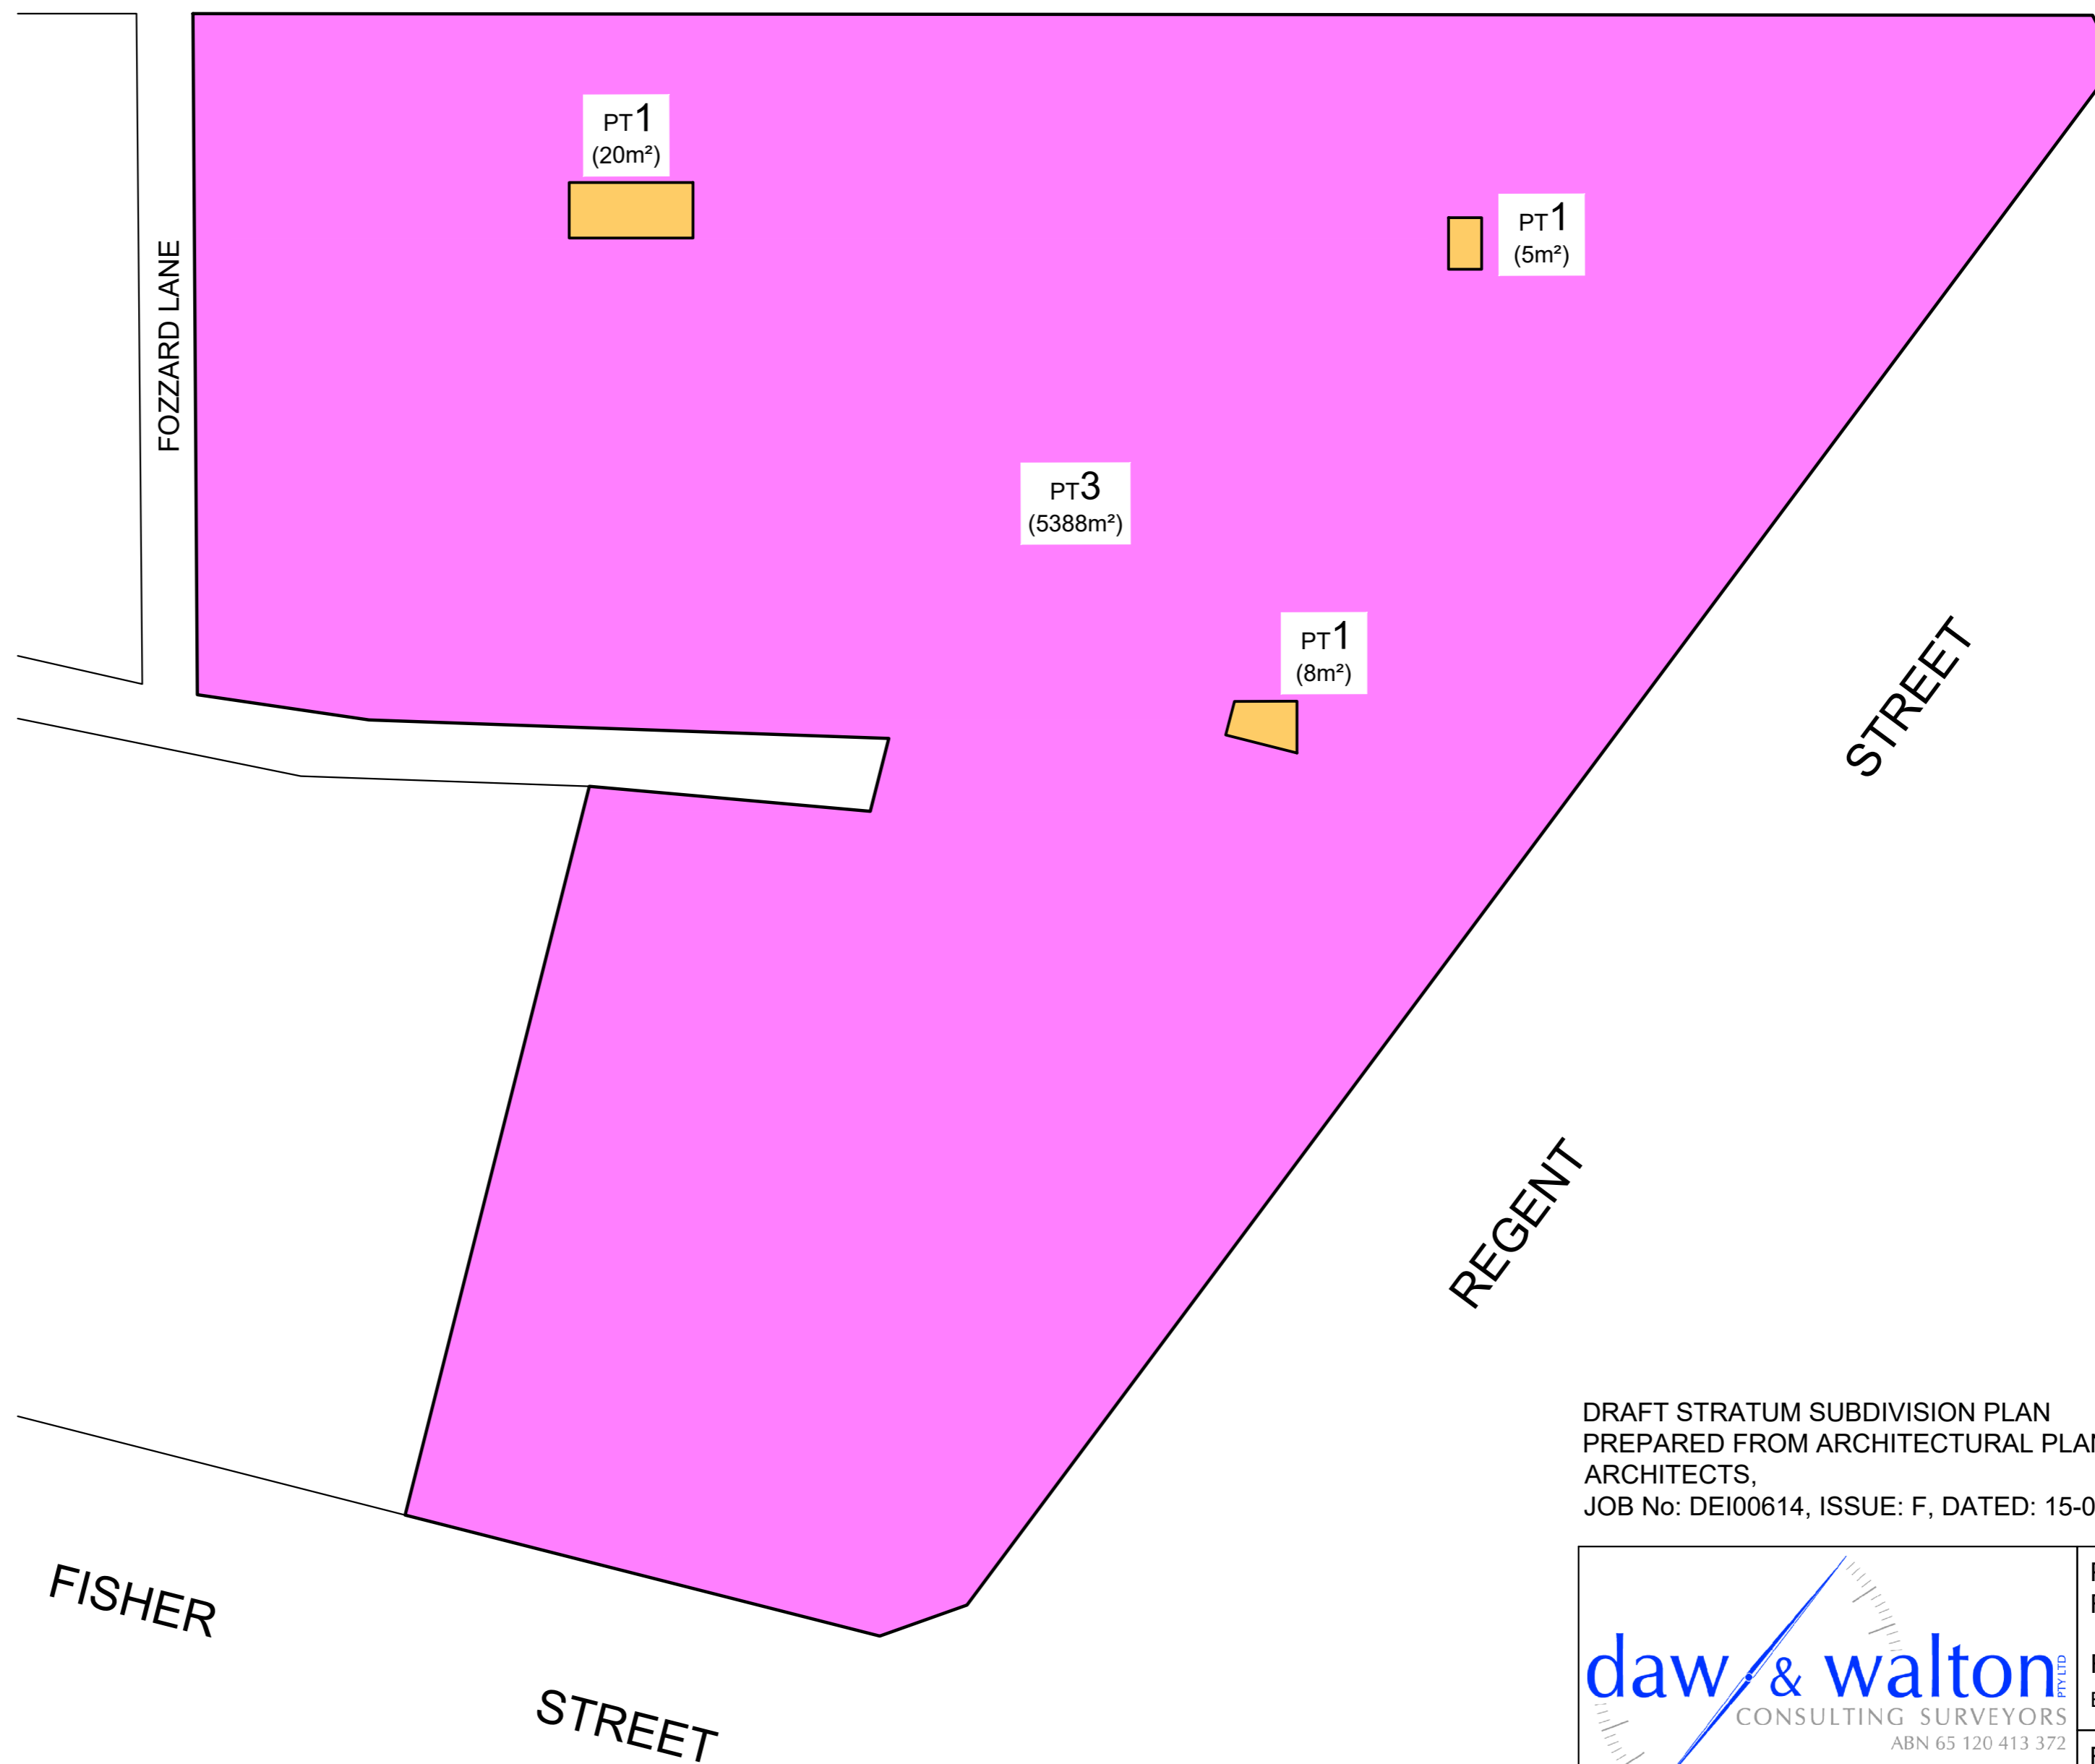 PT1
(20m²)
PT1
(5m²)
FOZZARD LANE
PT3
(5388m²)
PT1
(8m²)
STREET
REGENT
DRAFT STRATUM SUBDIVISION PLAN
PREPARED FROM ARCHITECTURAL
ARCHITECTS,
JOB No: DEI00614, ISSUE: F, DATED: 15-0
FISHER
STREET
daw & walton PTY LTD
CONSULTING SURVEYORS
ABN 65 120 413 372